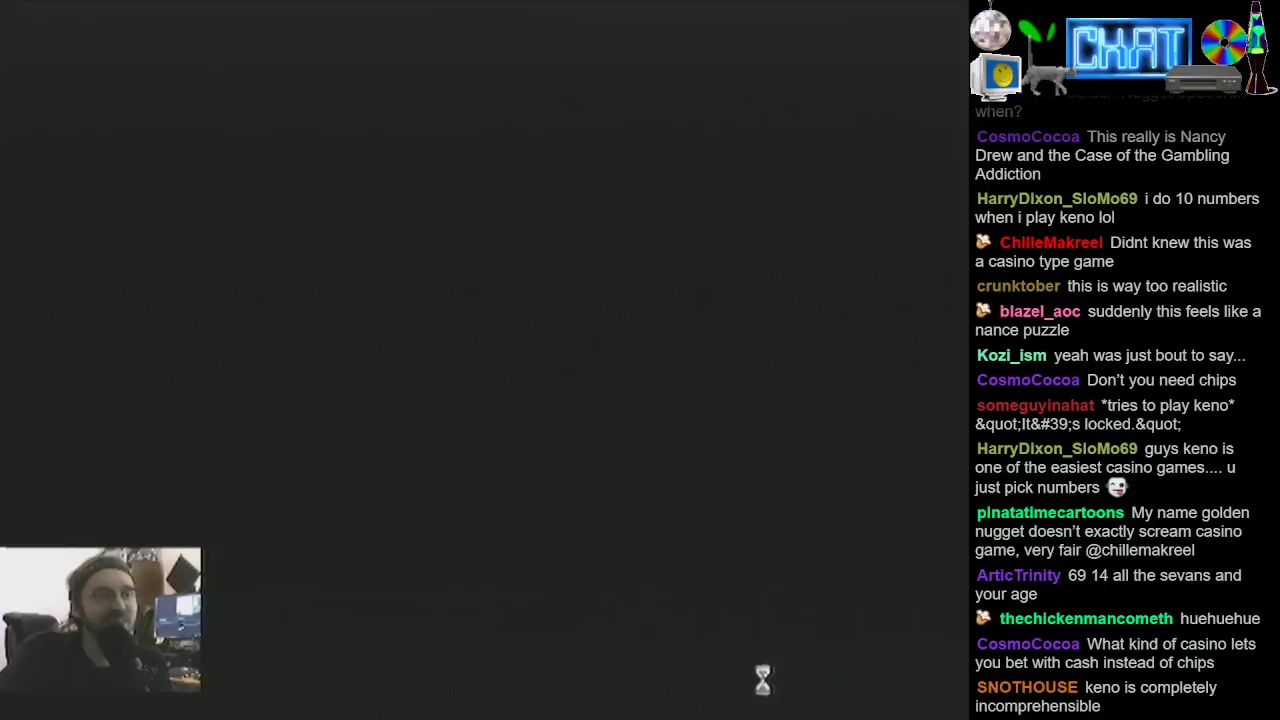 CHAT
when?
CosmoCocoa This really is Nancy
Drew and the Case of the Gambling
Addiction
HarryDixon_SloMo69 i do 10 numbers
when i play keno lol
ChilleMakreel Didnt knew this was
a casino type game
crunktober this is way too realistic
blazel_aoc suddenly this feels like a
nance puzzle
Kozi_ism yeah was just bout to say...
CosmoCocoa Don’t you need chips
someguyinahat *tries to play keno*
&quot;It&#39;s locked.&quot;
HarryDixon_SloMo69 guys keno is
one of the easiest casino games.... u
just pick numbers
pinatatimecartoons My name golden
nugget doesn’t exactly scream casino
game, very fair @chillemakreel
ArticTrinity 69 14 all the sevans and
your age
thechickenmancometh huehuehue
CosmoCocoa What kind of casino lets
you bet with cash instead of chips
SNOTHOUSE keno is completely
incomprehensible